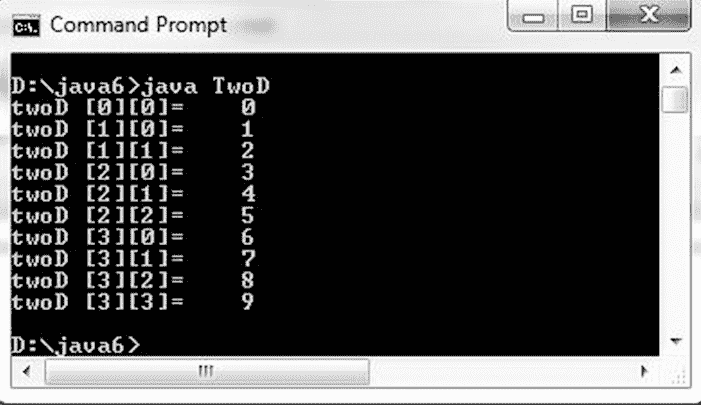 Command Prompt
D:\java6>java TwoD
twoD [0][0]=    0
twoD [1][0]=    1
twoD [1][1]=    2
twoD [2][0]=    3
twoD [2][1]=    4
twoD [2][2]=    5
twoD [3][0]=    6
twoD [3][1]=    7
twoD [3][2]=    8
twoD [3][3]=    9
D:\java6>